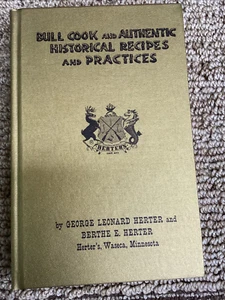 BULL COOK AND AUTHENTIC
HISTORICAL RECIPES
AND PRACTICES
HERTER'S
by GEORGE LEONARD HERTER and
BERTHE E. HERTER
Herter's, Waseca, Minnesota